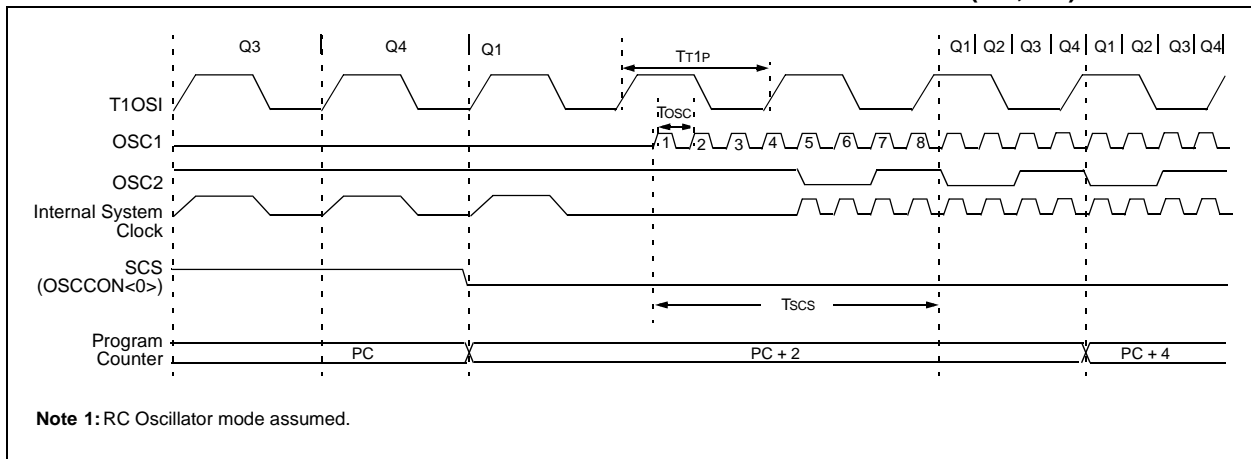 Q3 Q4 Q1 Q1 Q2 Q3 Q4 Q1 Q2 Q3 Q4
TT1P
T1OSI
TOSC
OSC1
1 2 3 4 5 6 7 8
OSC2
Internal System
Clock
SCS
(OSCCON<0>)
TSCS
Program
Counter
PC PC + 2 PC + 4
Note 1: RC Oscillator mode assumed.